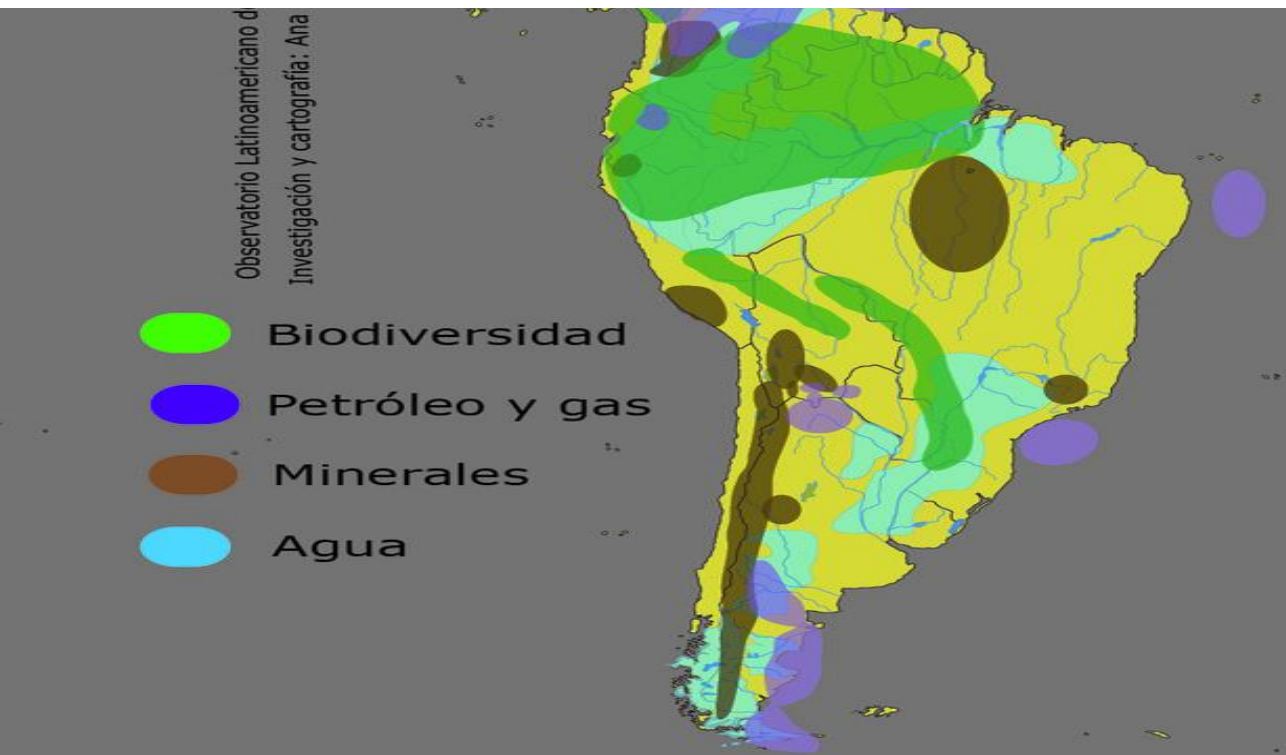 Observatorio Latinoamericano d
Investigación y cartografía: Ana
Biodiversidad
Petróleo y gas
Minerales
Agua